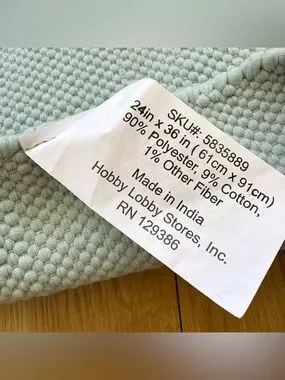 SKU#: 5835889
24in x 36 in ( 61cm x 91cm)
90% Polyester, 9% Cotton,
1% Other Fiber
Made in India
Hobby Lobby Stores, Inc.
RN 129386